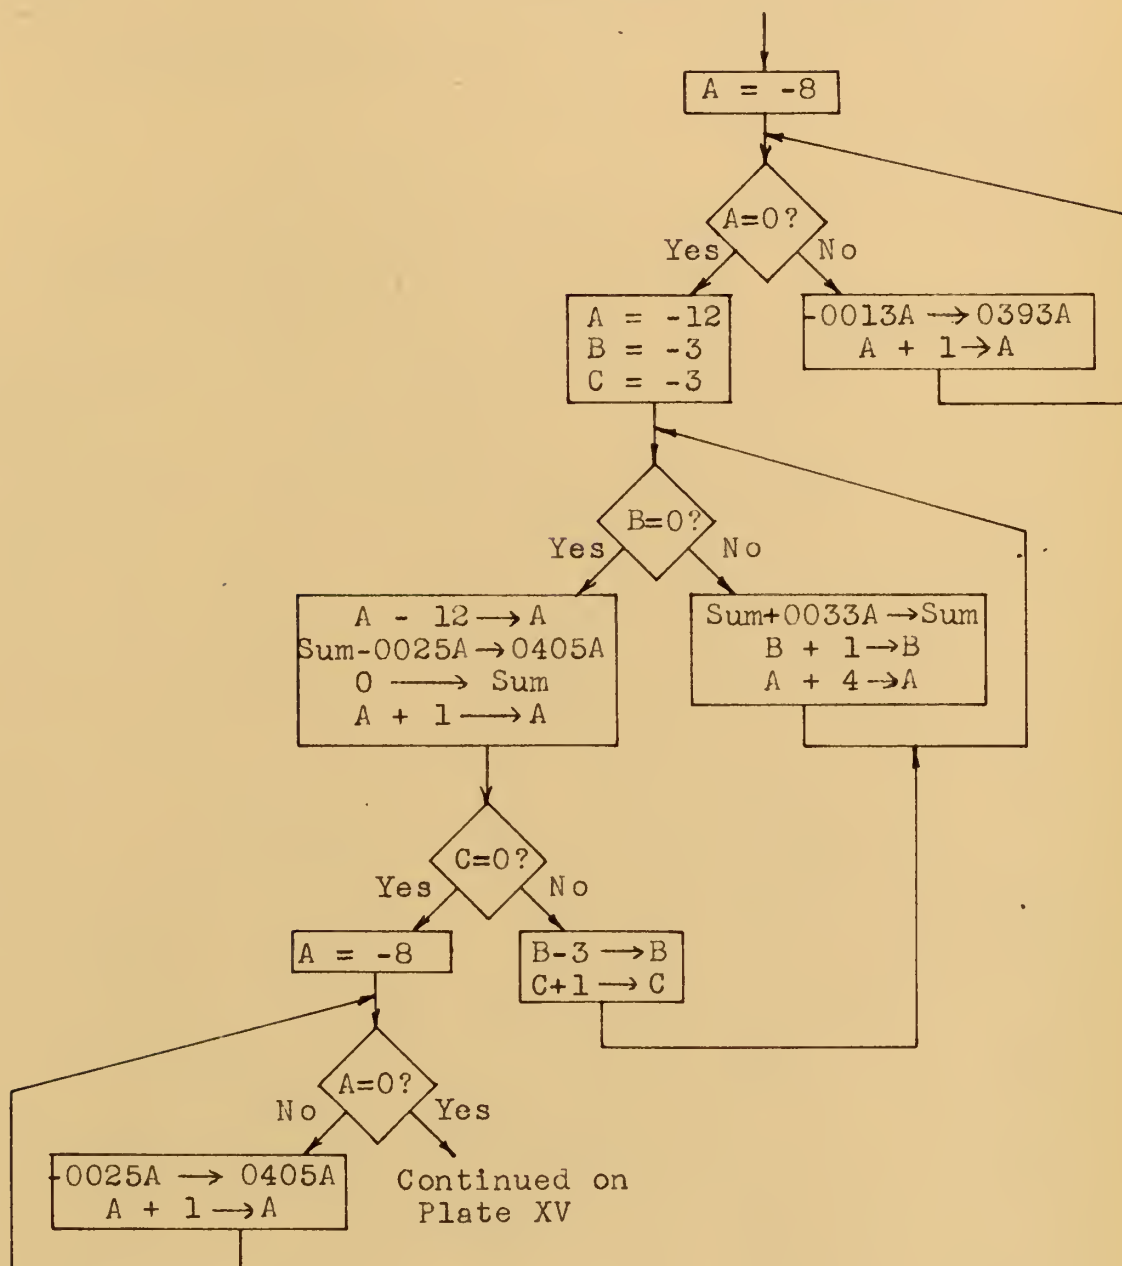 A = -8
A=0?
Yes
No
A = -12
B = -3
C = -3
-0013A → 0393A
A + 1 → A
B=0?
Yes
No
A - 12 → A
Sum-0025A → 0405A
0 → Sum
A + 1 → A
Sum+0033A → Sum
B + 1 → B
A + 4 → A
C=0?
Yes
No
A = -8
B-3 → B
C+1 → C
A=0?
No
Yes
-0025A → 0405A
A + 1 → A
Continued on
Plate XV